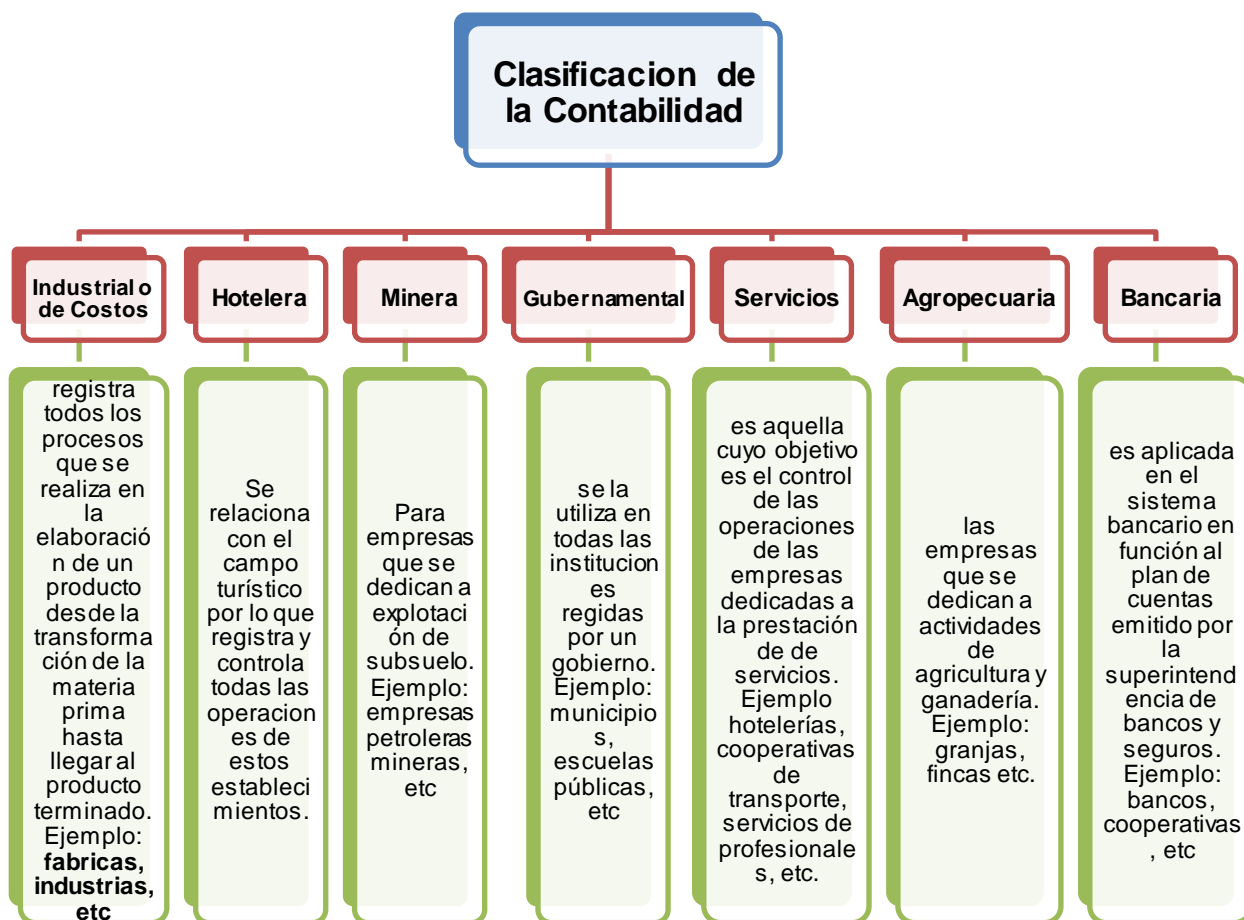 Clasificacion de
la Contabilidad
Industrial o
de Costos
Hotelera
Minera
Gubernamental
Servicios
Agropecuaria
Bancaria
registra
todos los
procesos
que se
realiza en
la
elaboració
n de un
producto
desde la
transforma
ción de la
materia
prima
hasta
llegar al
producto
terminado.
Ejemplo:
fabricas,
industrias,
etc
Se
relaciona
con el
campo
turístico
por lo que
registra y
controla
todas las
operacion
es de
estos
estableci
mientos.
Para
empresas
que se
dedican a
explotaci
ón de
subsuelo.
Ejemplo:
empresas
petroleras
mineras,
etc
se la
utiliza en
todas las
institucion
es
regidas
por un
gobierno.
Ejemplo:
municipio
s,
escuelas
públicas,
etc
es aquella
cuyo objetivo
es el control
de las
operaciones
de las
empresas
dedicadas a
la prestación
de de
servicios.
Ejemplo
hotelerías,
cooperativas
de
transporte,
servicios de
profesionale
s, etc.
las
empresas
que se
dedican a
actividades
de
agricultura y
ganadería.
Ejemplo:
granjas,
fincas etc.
es aplicada
en el
sistema
bancario en
función al
plan de
cuentas
emitido por
la
superintend
encia de
bancos y
seguros.
Ejemplo:
bancos,
cooperativas
, etc